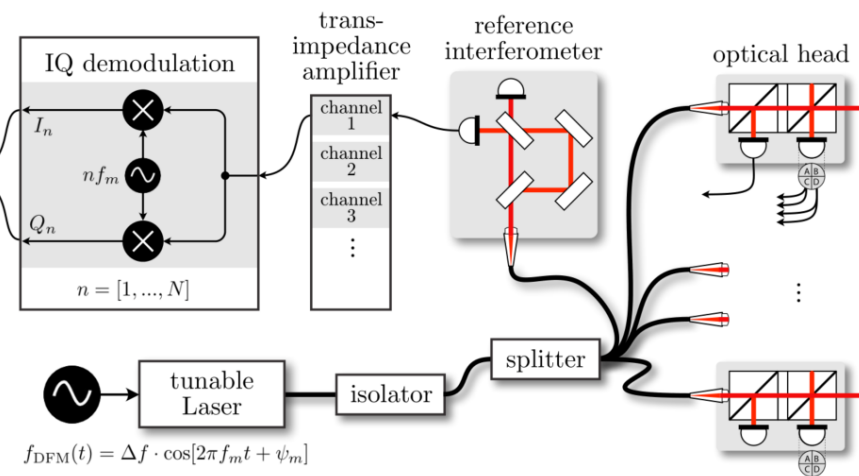 IQ demodulation
I_n
nf_m
Q_n
n = [1, ..., N]
trans-
impedance
amplifier
channel
1
channel
2
channel
3
⋮
reference
interferometer
optical head
A B
C D
⋮
splitter
tunable
Laser
isolator
f_DFM(t) = Δf · cos[2πf_m t + ψ_m]
A B
C D